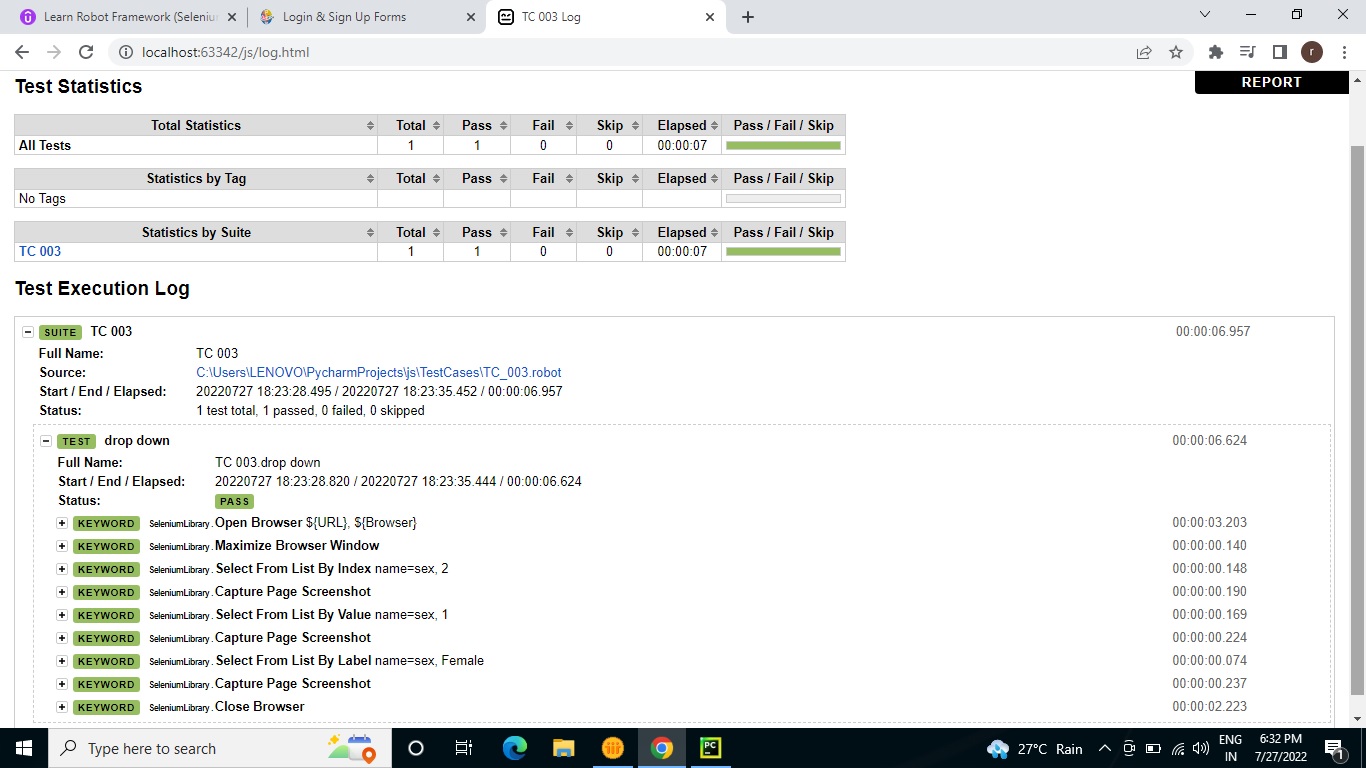 Learn Robot Framework (Seleniu
Login & Sign Up Forms
TC 003 Log
localhost:63342/js/log.html
r
Test Statistics
REPORT
Total Statistics Total Pass Fail Skip Elapsed Pass / Fail / Skip
All Tests 1 1 0 0 00:00:07
Statistics by Tag Total Pass Fail Skip Elapsed Pass / Fail / Skip
No Tags
Statistics by Suite Total Pass Fail Skip Elapsed Pass / Fail / Skip
TC 003 1 1 0 0 00:00:07
Test Execution Log
SUITE TC 003 00:00:06.957
Full Name: TC 003
Source: C:\Users\LENOVO\PycharmProjects\js\TestCases\TC_003.robot
Start / End / Elapsed: 20220727 18:23:28.495 / 20220727 18:23:35.452 / 00:00:06.957
Status: 1 test total, 1 passed, 0 failed, 0 skipped
TEST drop down 00:00:06.624
Full Name: TC 003.drop down
Start / End / Elapsed: 20220727 18:23:28.820 / 20220727 18:23:35.444 / 00:00:06.624
Status: PASS
KEYWORD SeleniumLibrary . Open Browser ${URL}, ${Browser} 00:00:03.203
KEYWORD SeleniumLibrary . Maximize Browser Window 00:00:00.140
KEYWORD SeleniumLibrary . Select From List By Index name=sex, 2 00:00:00.148
KEYWORD SeleniumLibrary . Capture Page Screenshot 00:00:00.190
KEYWORD SeleniumLibrary . Select From List By Value name=sex, 1 00:00:00.169
KEYWORD SeleniumLibrary . Capture Page Screenshot 00:00:00.224
KEYWORD SeleniumLibrary . Select From List By Label name=sex, Female 00:00:00.074
KEYWORD SeleniumLibrary . Capture Page Screenshot 00:00:00.237
KEYWORD SeleniumLibrary . Close Browser 00:00:02.223
Type here to search
PC
27°C Rain
ENG
IN
6:32 PM
7/27/2022
1